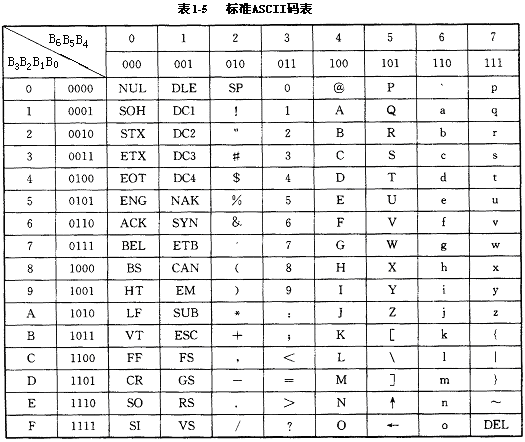 表1-5 标准ASCII码表
B6B5B4 0 1 2 3 4 5 6 7
B3B2B1B0 000 001 010 011 100 101 110 111
0 0000 NUL DLE SP 0 @ P ` p
1 0001 SOH DC1 ! 1 A Q a q
2 0010 STX DC2 " 2 B R b r
3 0011 ETX DC3 # 3 C S c s
4 0100 EOT DC4 $ 4 D T d t
5 0101 ENG NAK % 5 E U e u
6 0110 ACK SYN & 6 F V f v
7 0111 BEL ETB ' 7 G W g w
8 1000 BS CAN ( 8 H X h x
9 1001 HT EM ) 9 I Y i y
A 1010 LF SUB * : J Z j z
B 1011 VT ESC + ; K [ k {
C 1100 FF FS , < L \ l |
D 1101 CR GS - = M ] m }
E 1110 SO RS . > N ↑ n ~
F 1111 SI VS / ? O ← o DEL